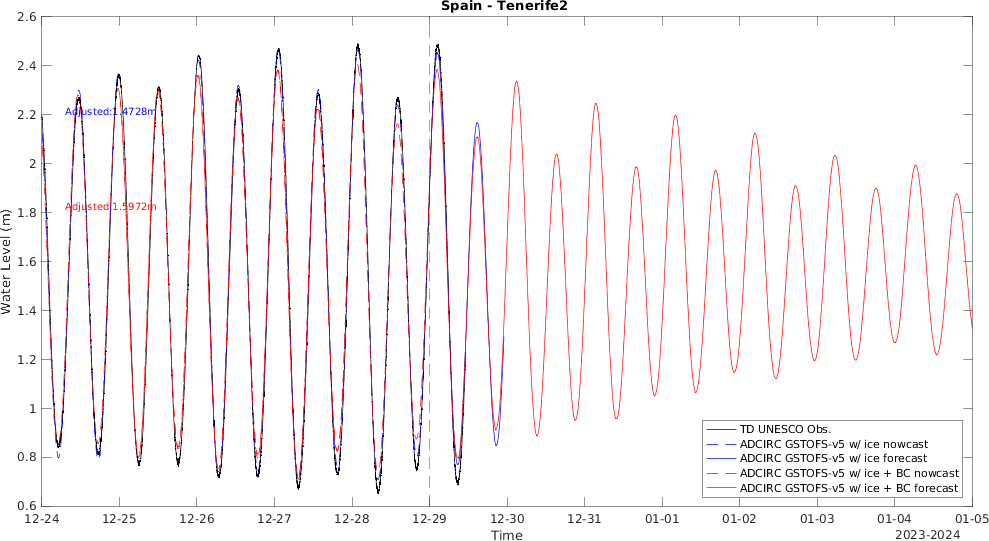 Spain - Tenerife2
2.6
2.4
2.2
2
1.8
1.6
1.4
1.2
1
0.8
0.6
Water Level (m)
Adjusted:1.4728m
Adjusted:1.5972m
TD UNESCO Obs.
ADCIRC GSTOFS-v5 w/ ice nowcast
ADCIRC GSTOFS-v5 w/ ice forecast
ADCIRC GSTOFS-v5 w/ ice + BC nowcast
ADCIRC GSTOFS-v5 w/ ice + BC forecast
12-24 12-25 12-26 12-27 12-28 12-29 12-30 12-31 01-01 01-02 01-03 01-04 01-05
Time
2023-2024